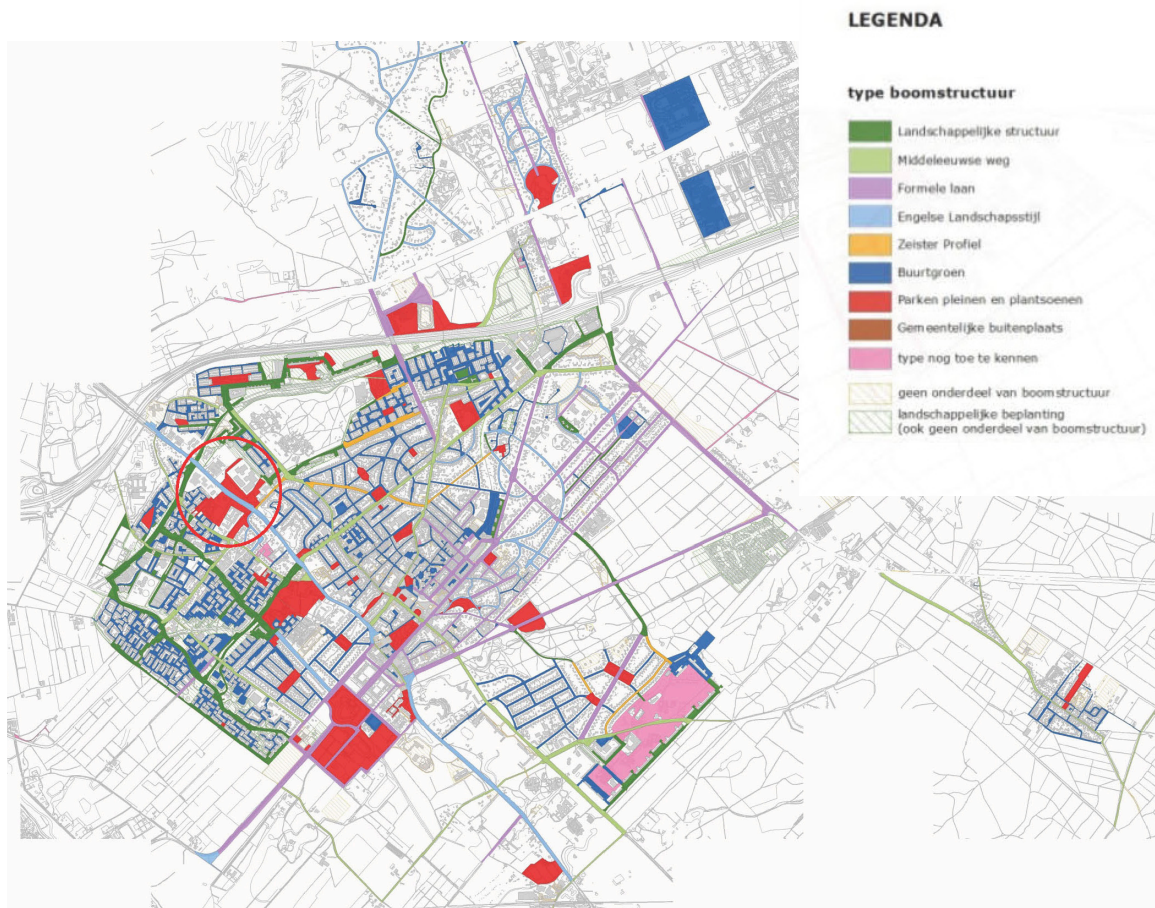 LEGENDA
type boomstructuur
Landschappelijke structuur
Middeleeuwse weg
Formele laan
Engelse Landschapsstijl
Zeister Profiel
Buurtgroen
Parken pleinen en plantsoenen
Gemeentelijke buitenplaats
type nog toe te kennen
geen onderdeel van boomstructuur
landschappelijke beplanting
(ook geen onderdeel van boomstructuur)